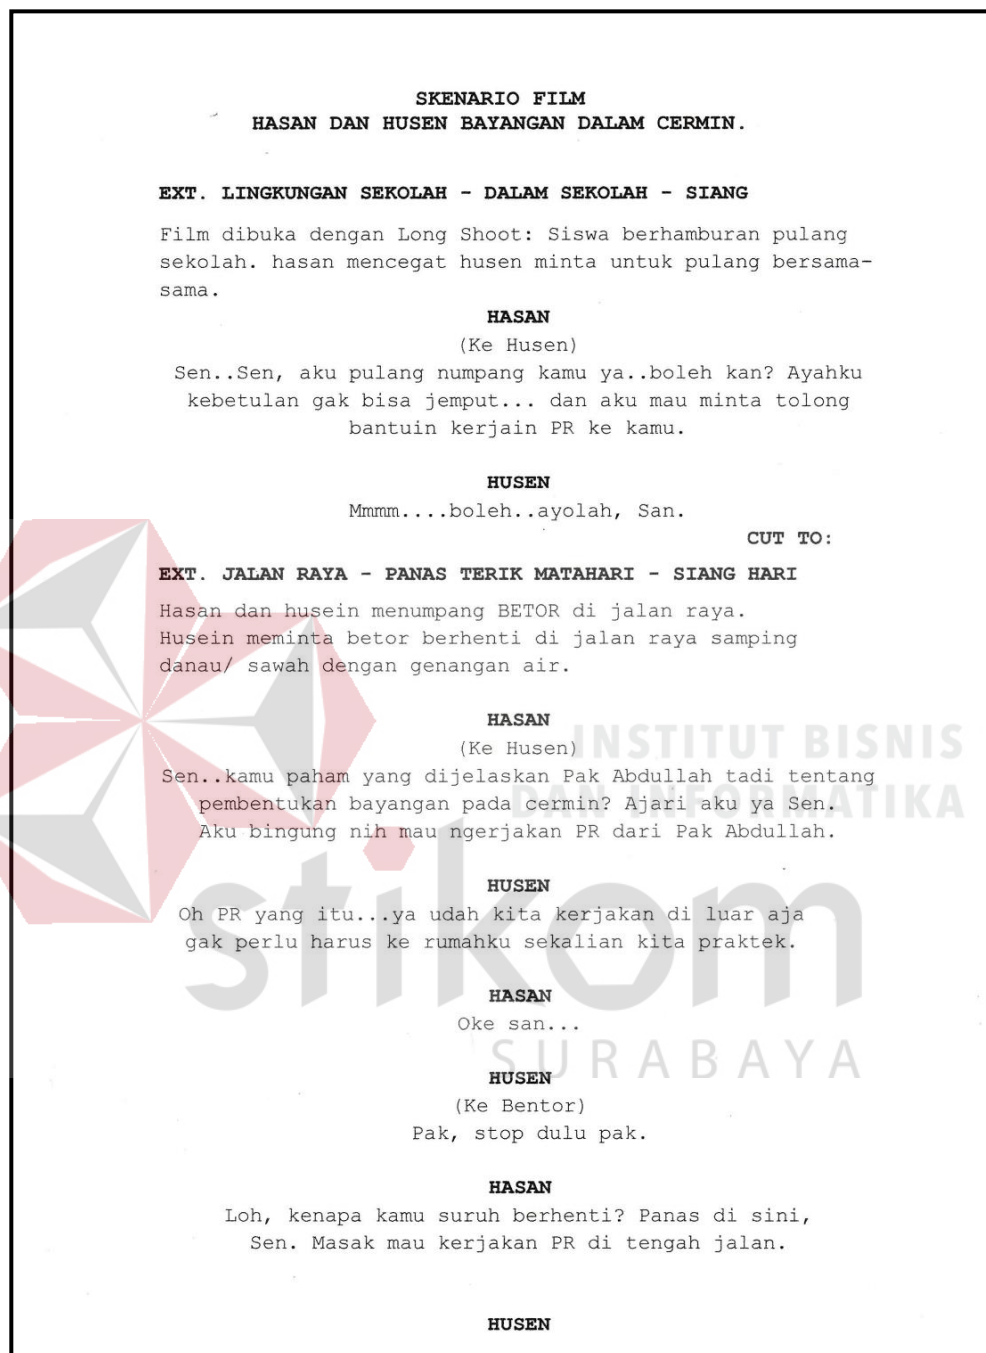 SKENARIO FILM
HASAN DAN HUSEN BAYANGAN DALAM CERMIN.
EXT. LINGKUNGAN SEKOLAH – DALAM SEKOLAH – SIANG
Film dibuka dengan Long Shoot: Siswa berhamburan pulang
sekolah. hasan mencegat husen minta untuk pulang bersama-
sama.
HASAN
(Ke Husen)
Sen..Sen, aku pulang numpang kamu ya..boleh kan? Ayahku
kebetulan gak bisa jemput... dan aku mau minta tolong
bantuin kerjain PR ke kamu.
HUSEN
Mmmm....boleh..ayolah, San.
CUT TO:
EXT. JALAN RAYA – PANAS TERIK MATAHARI – SIANG HARI
Hasan dan husein menumpang BETOR di jalan raya.
Husein meminta betor berhenti di jalan raya samping
danau/ sawah dengan genangan air.
HASAN
(Ke Husen)
Sen..kamu paham yang dijelaskan Pak Abdullah tadi tentang
pembentukan bayangan pada cermin? Ajari aku ya Sen.
Aku bingung nih mau ngerjakan PR dari Pak Abdullah.
HUSEN
Oh PR yang itu...ya udah kita kerjakan di luar aja
gak perlu harus ke rumahku sekalian kita praktek.
HASAN
Oke san...
HUSEN
(Ke Bentor)
Pak, stop dulu pak.
HASAN
Loh, kenapa kamu suruh berhenti? Panas di sini,
Sen. Masak mau kerjakan PR di tengah jalan.
HUSEN
INSTITUT BISNIS
DAN INFORMATIKA
stikom
SURABAYA